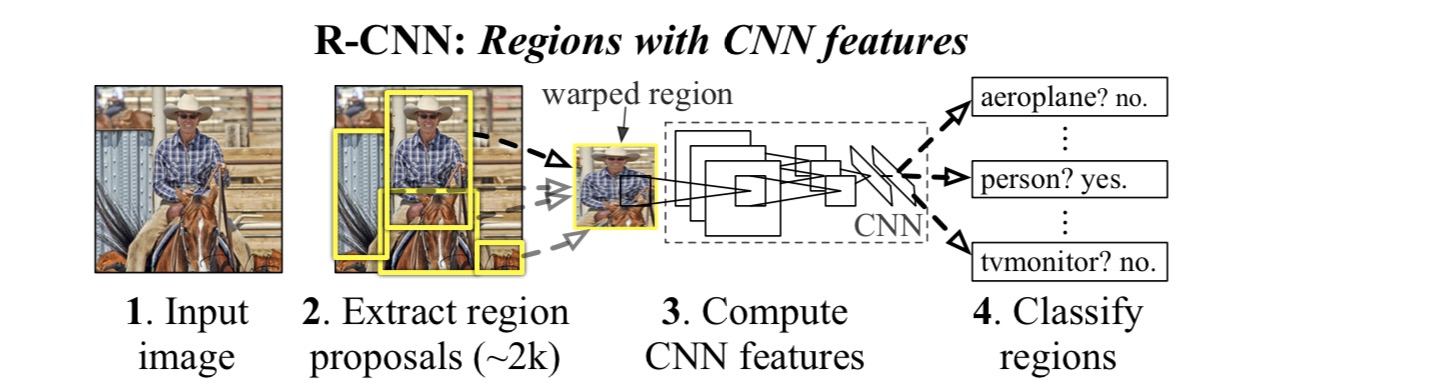 R-CNN: Regions with CNN features
warped region
aeroplane? no.
⋮
person? yes.
⋮
tvmonitor? no.
CNN
1. Input
image
2. Extract region
proposals (~2k)
3. Compute
CNN features
4. Classify
regions